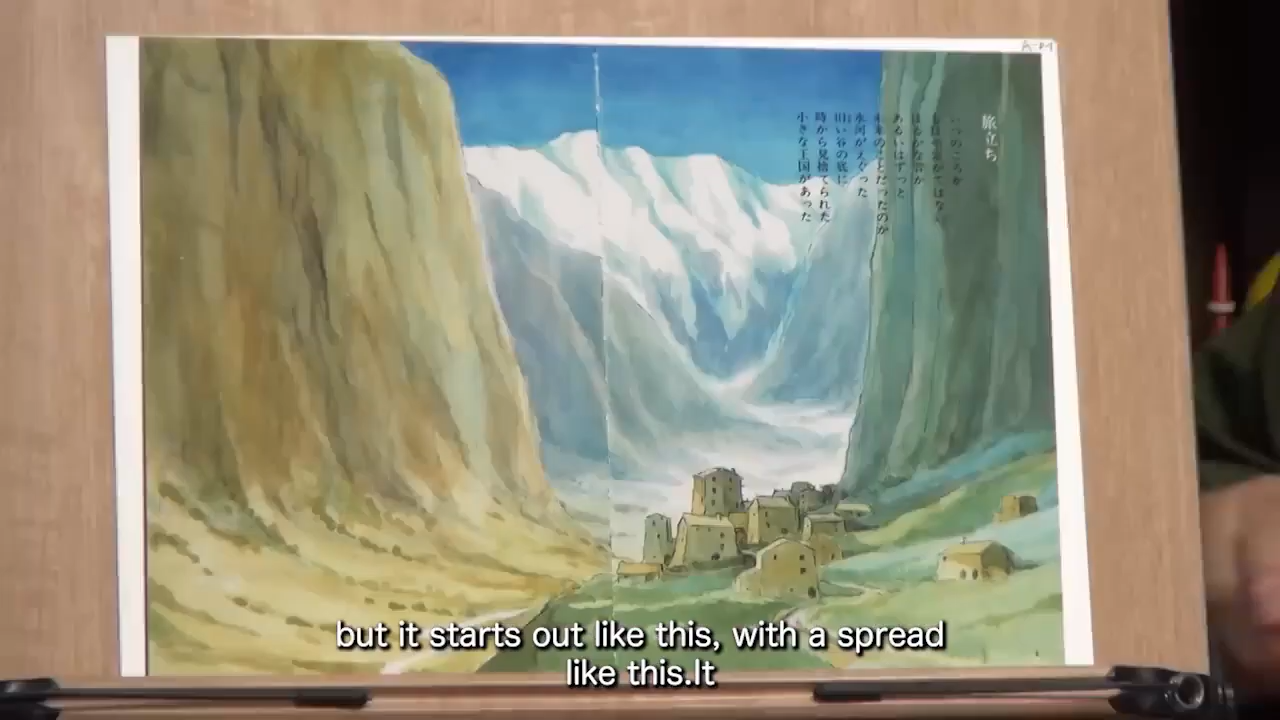 旅立ち
いつのころか
もはや定かではない
はるかな昔か
あるいはずっと
未来のことだったのか
氷河がえぐった
旧い谷の底に
時から見捨てられた
小さな王国があった
but it starts out like this, with a spread
like this.It